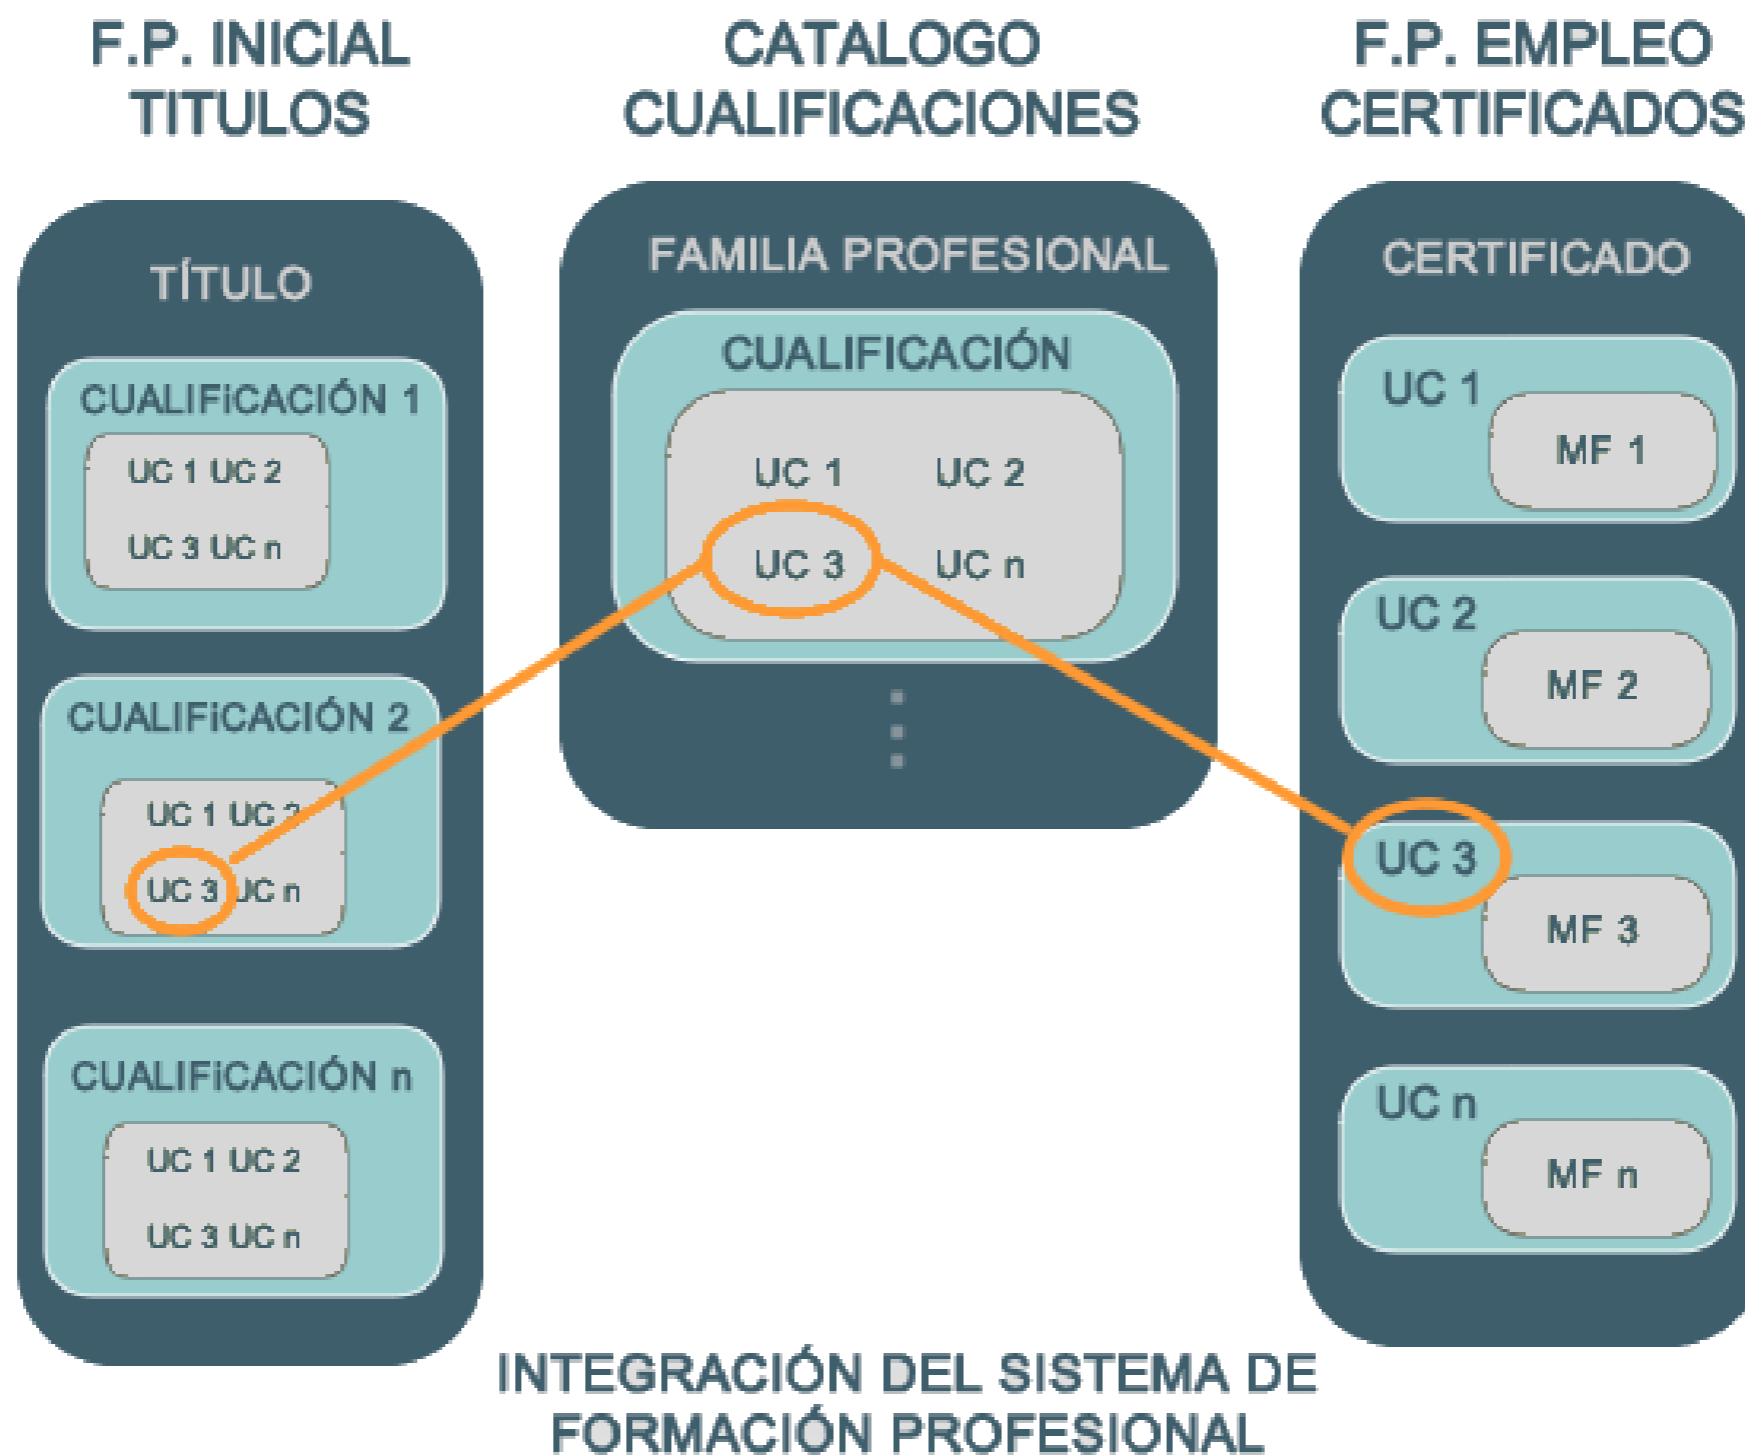 F.P. INICIAL
TITULOS
TÍTULO
CUALIFiCACIÓN 1
UC 1 UC 2
UC 3 UC n
CUALIFiCACIÓN 2
UC 1 UC 2
UC 3 UC n
CUALIFiCACIÓN n
UC 1 UC 2
UC 3 UC n
CATALOGO
CUALIFICACIONES
FAMILIA PROFESIONAL
CUALIFICACIÓN
UC 1 UC 2
UC 3 UC n
F.P. EMPLEO
CERTIFICADOS
CERTIFICADO
UC 1
MF 1
UC 2
MF 2
UC 3
MF 3
UC n
MF n
INTEGRACIÓN DEL SISTEMA DE
FORMACIÓN PROFESIONAL